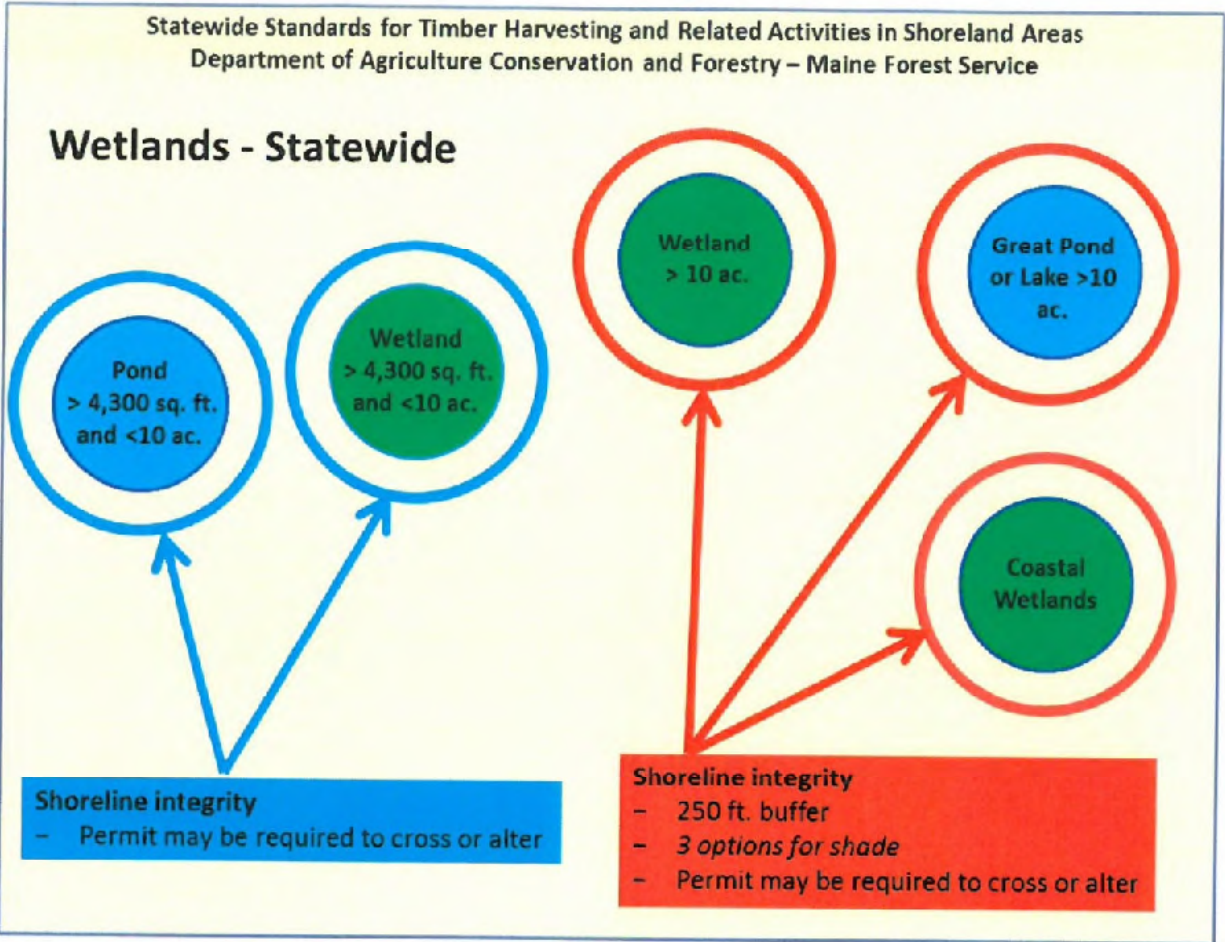 Statewide Standards for Timber Harvesting and Related Activities in Shoreland Areas
Department of Agriculture Conservation and Forestry – Maine Forest Service
Wetlands - Statewide
Pond
> 4,300 sq. ft.
and <10 ac.
Wetland
> 4,300 sq. ft.
and <10 ac.
Wetland
> 10 ac.
Great Pond
or Lake >10
ac.
Coastal
Wetlands
Shoreline integrity
– Permit may be required to cross or alter
Shoreline integrity
– 250 ft. buffer
– 3 options for shade
– Permit may be required to cross or alter